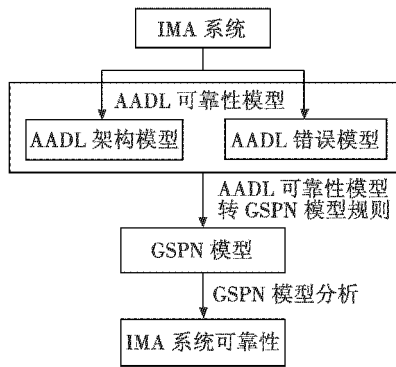 IMA 系统
AADL 可靠性模型
AADL 架构模型
AADL 错误模型
AADL 可靠性模型
转 GSPN 模型规则
GSPN 模型
GSPN 模型分析
IMA 系统可靠性